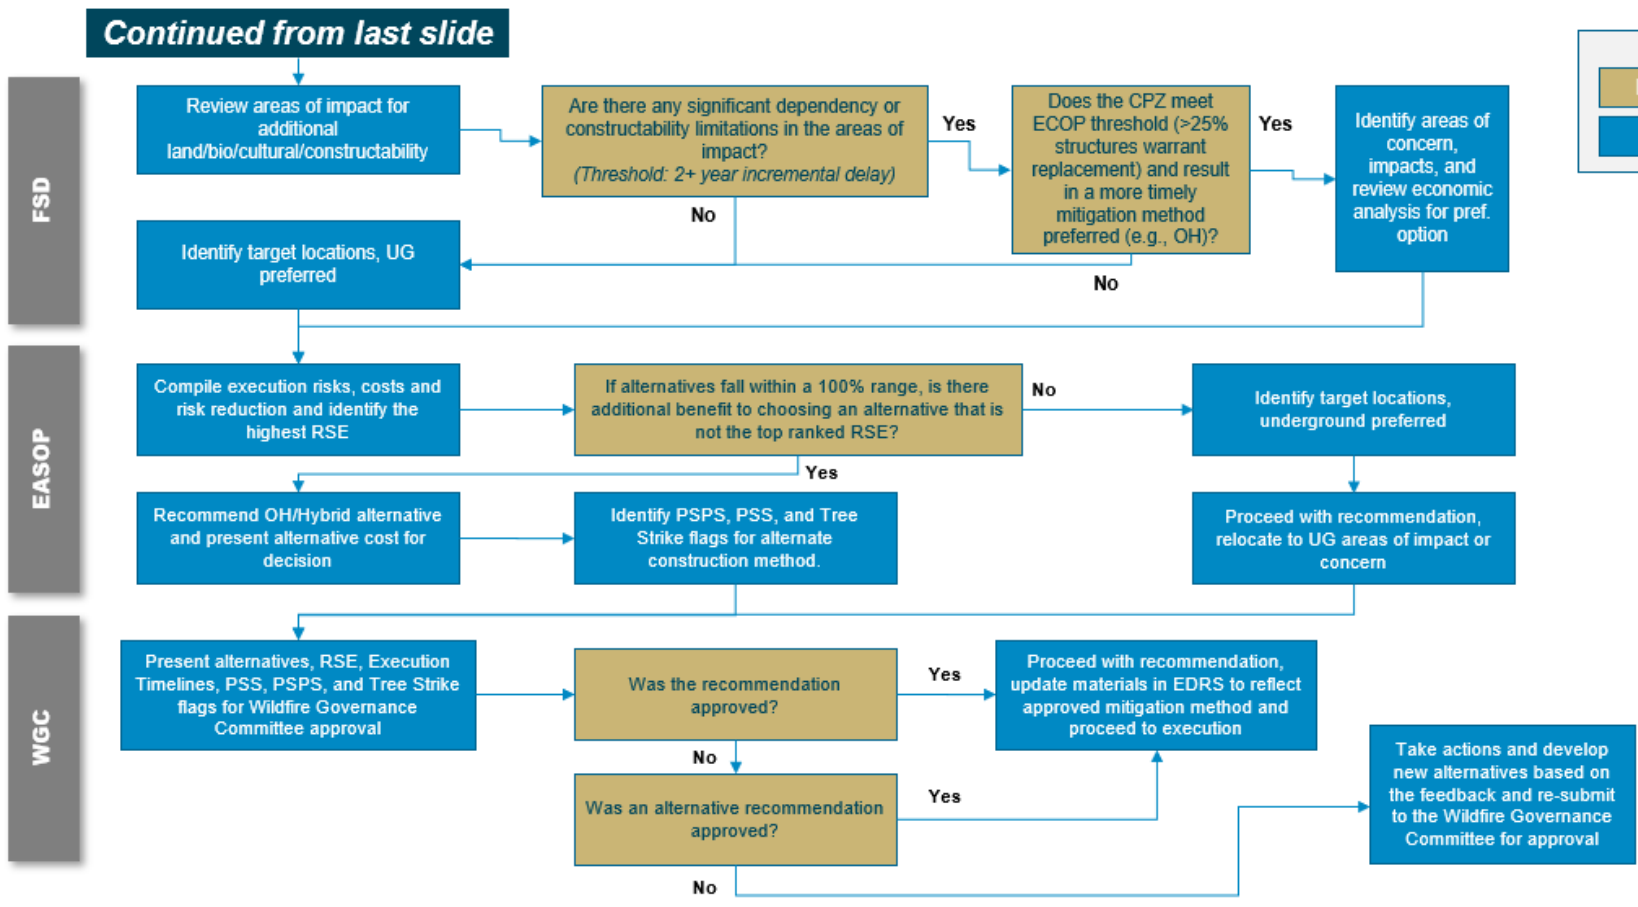 Continued from last slide
FSD
Review areas of impact for
additional
land/bio/cultural/constructability
Are there any significant dependency or
constructability limitations in the areas of
impact?
(Threshold: 2+ year incremental delay)
Yes
Does the CPZ meet
ECOP threshold (>25%
structures warrant
replacement) and result
in a more timely
mitigation method
preferred (e.g., OH)?
Yes
Identify areas of
concern,
impacts, and
review economic
analysis for pref.
option
No
Identify target locations, UG
preferred
No
EASOP
Compile execution risks, costs and
risk reduction and identify the
highest RSE
If alternatives fall within a 100% range, is there
additional benefit to choosing an alternative that is
not the top ranked RSE?
No
Identify target locations,
underground preferred
Yes
Recommend OH/Hybrid alternative
and present alternative cost for
decision
Identify PSPS, PSS, and Tree
Strike flags for alternate
construction method.
Proceed with recommendation,
relocate to UG areas of impact or
concern
WGC
Present alternatives, RSE, Execution
Timelines, PSS, PSPS, and Tree Strike
flags for Wildfire Governance
Committee approval
Was the recommendation
approved?
Yes
Proceed with recommendation,
update materials in EDRS to reflect
approved mitigation method and
proceed to execution
No
Was an alternative recommendation
approved?
Yes
Take actions and develop
new alternatives based on
the feedback and re-submit
to the Wildfire Governance
Committee for approval
No